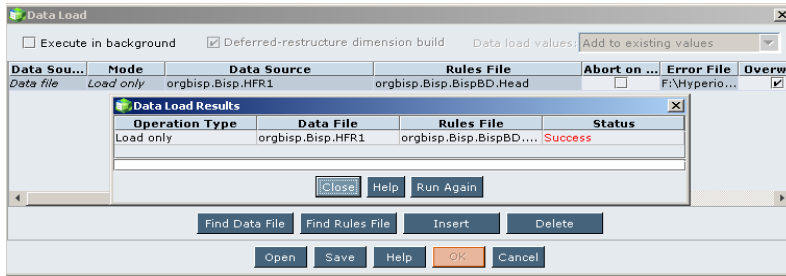 Data Load
Execute in background Deferred-restructure dimension build Data load values: Add to existing values
Data Sou... Mode Data Source Rules File Abort on ... Error File Overw
Data file Load only orgbisp.Bisp.HFR1 orgbisp.Bisp.BispBD.Head F:\Hyperio...
Data Load Results
Operation Type Data File Rules File Status
Load only orgbisp.Bisp.HFR1 orgbisp.Bisp.BispBD.... Success
Close Help Run Again
Find Data File Find Rules File Insert Delete
Open Save Help OK Cancel